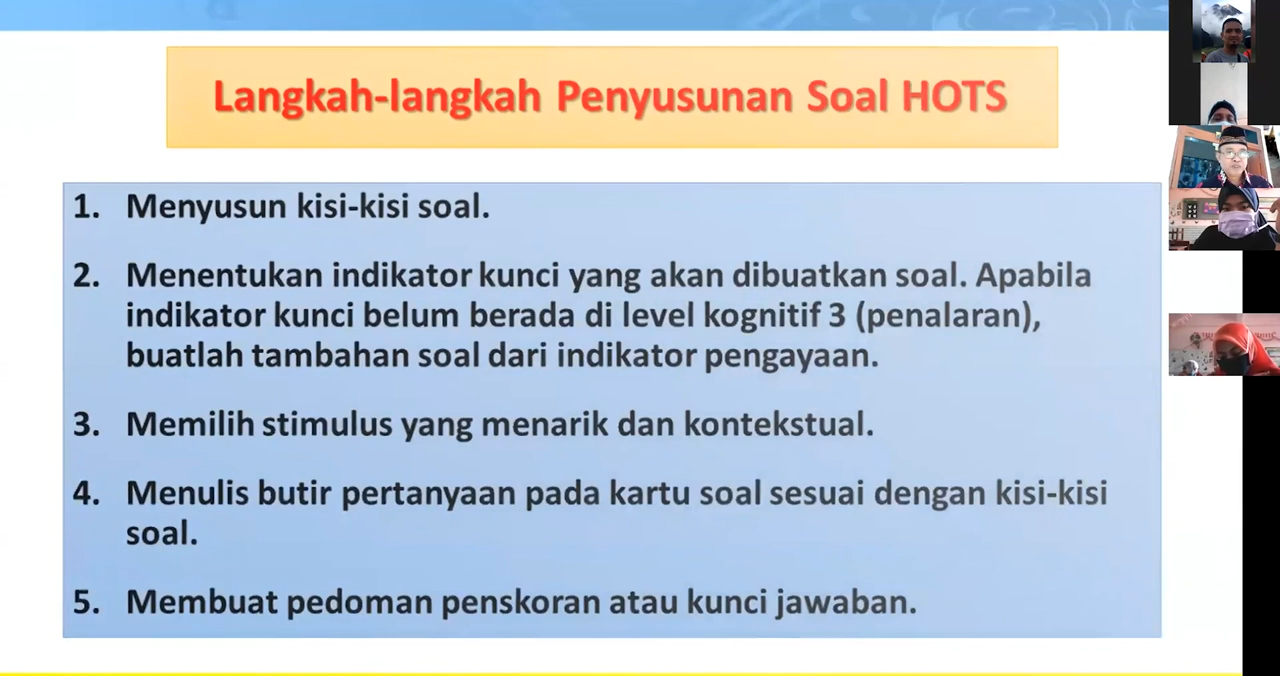 Langkah-langkah Penyusunan Soal HOTS
1. Menyusun kisi-kisi soal.
2. Menentukan indikator kunci yang akan dibuatkan soal. Apabila
indikator kunci belum berada di level kognitif 3 (penalaran),
buatlah tambahan soal dari indikator pengayaan.
3. Memilih stimulus yang menarik dan kontekstual.
4. Menulis butir pertanyaan pada kartu soal sesuai dengan kisi-kisi
soal.
5. Membuat pedoman penskoran atau kunci jawaban.